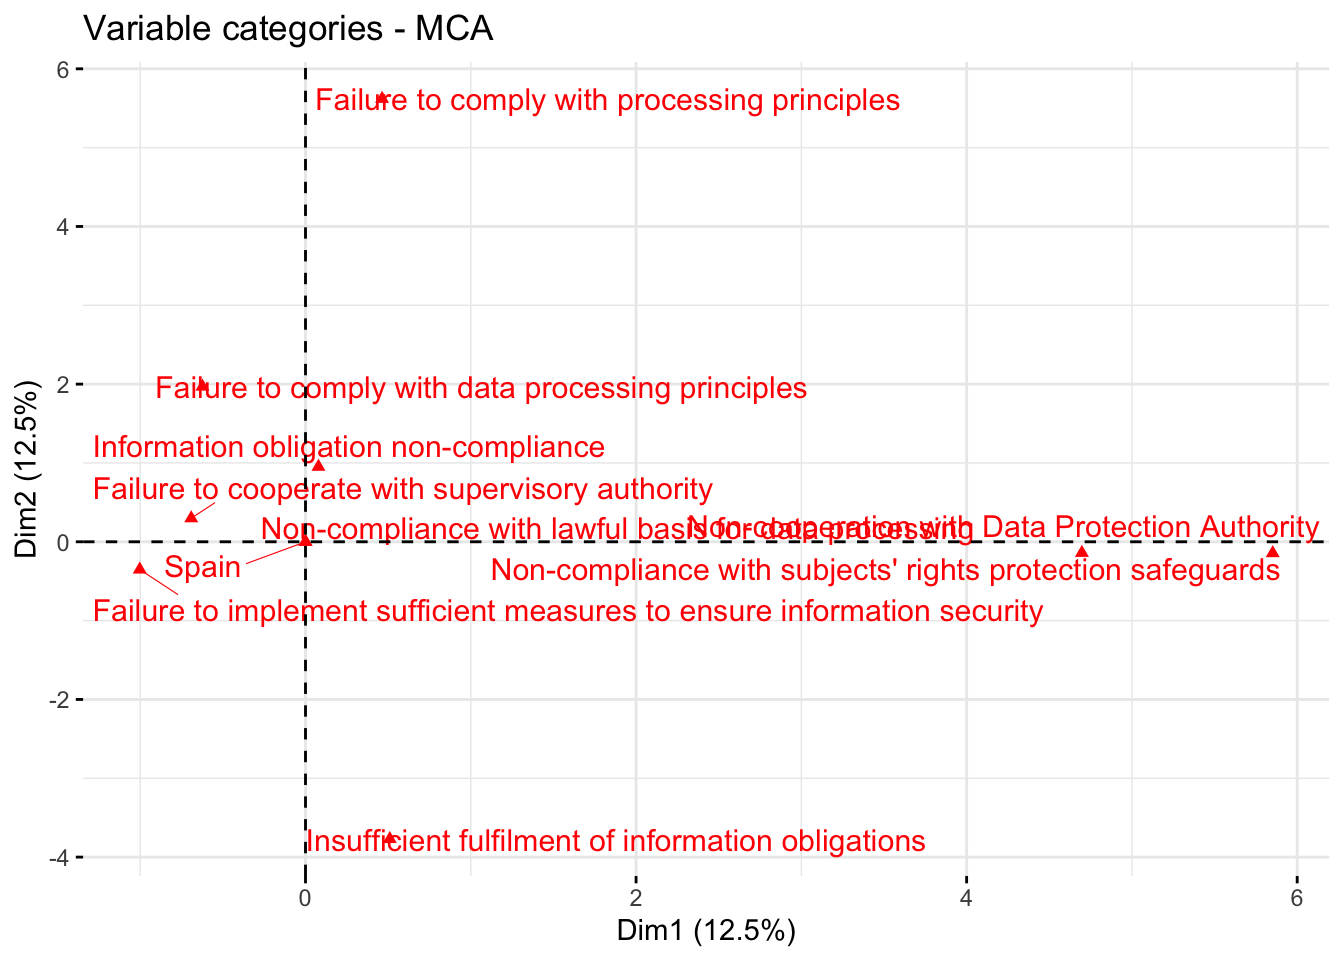 Variable categories - MCA
6
Failure to comply with processing principles
4
2
Failure to comply with data processing principles
Information obligation non-compliance
Failure to cooperate with supervisory authority
Non-compliance with lawful basis for data processing
Non-cooperation with Data Protection Authority
0
Spain
Non-compliance with subjects' rights protection safeguards
Failure to implement sufficient measures to ensure information security
-2
Insufficient fulfilment of information obligations
-4
0
2
4
6
Dim1 (12.5%)
Dim2 (12.5%)